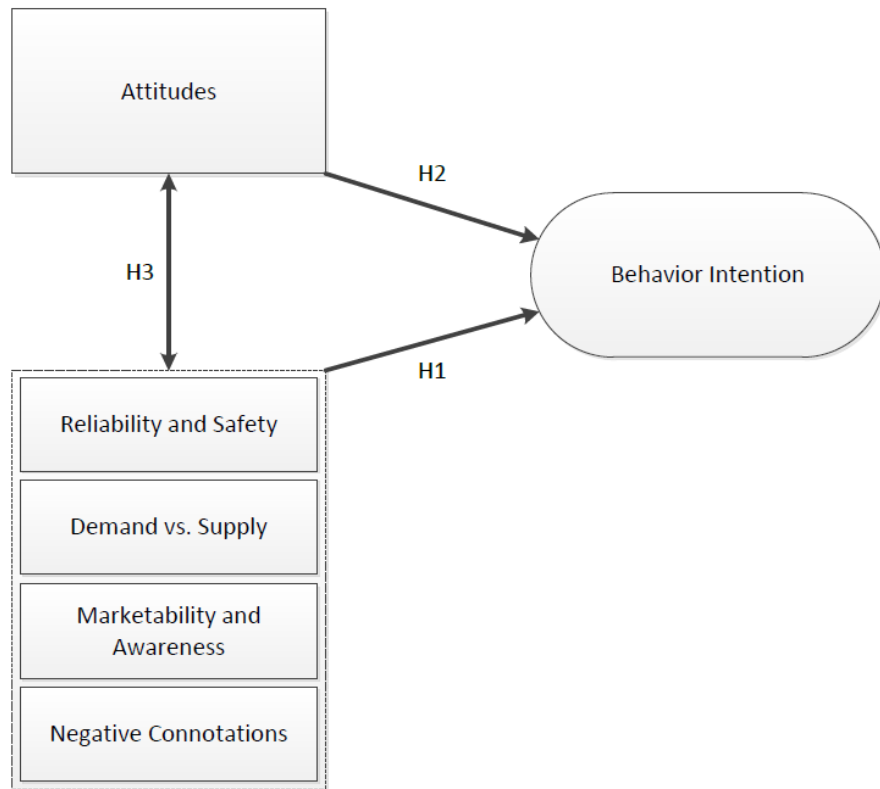 Attitudes
H2
Behavior Intention
H3
H1
Reliability and Safety
Demand vs. Supply
Marketability and
Awareness
Negative Connotations